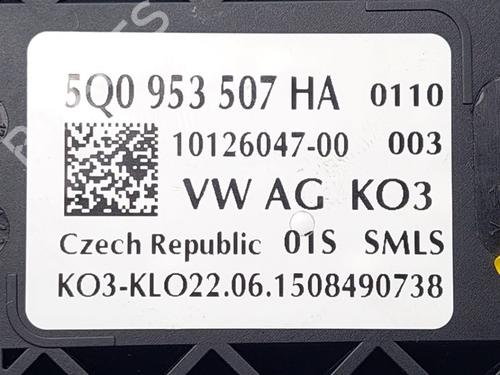 5Q0 953 507 HA 0110
10126047-00 003
VW AG KO3
Czech Republic 01S SMLS
KO3-KLO22.06.1508490738